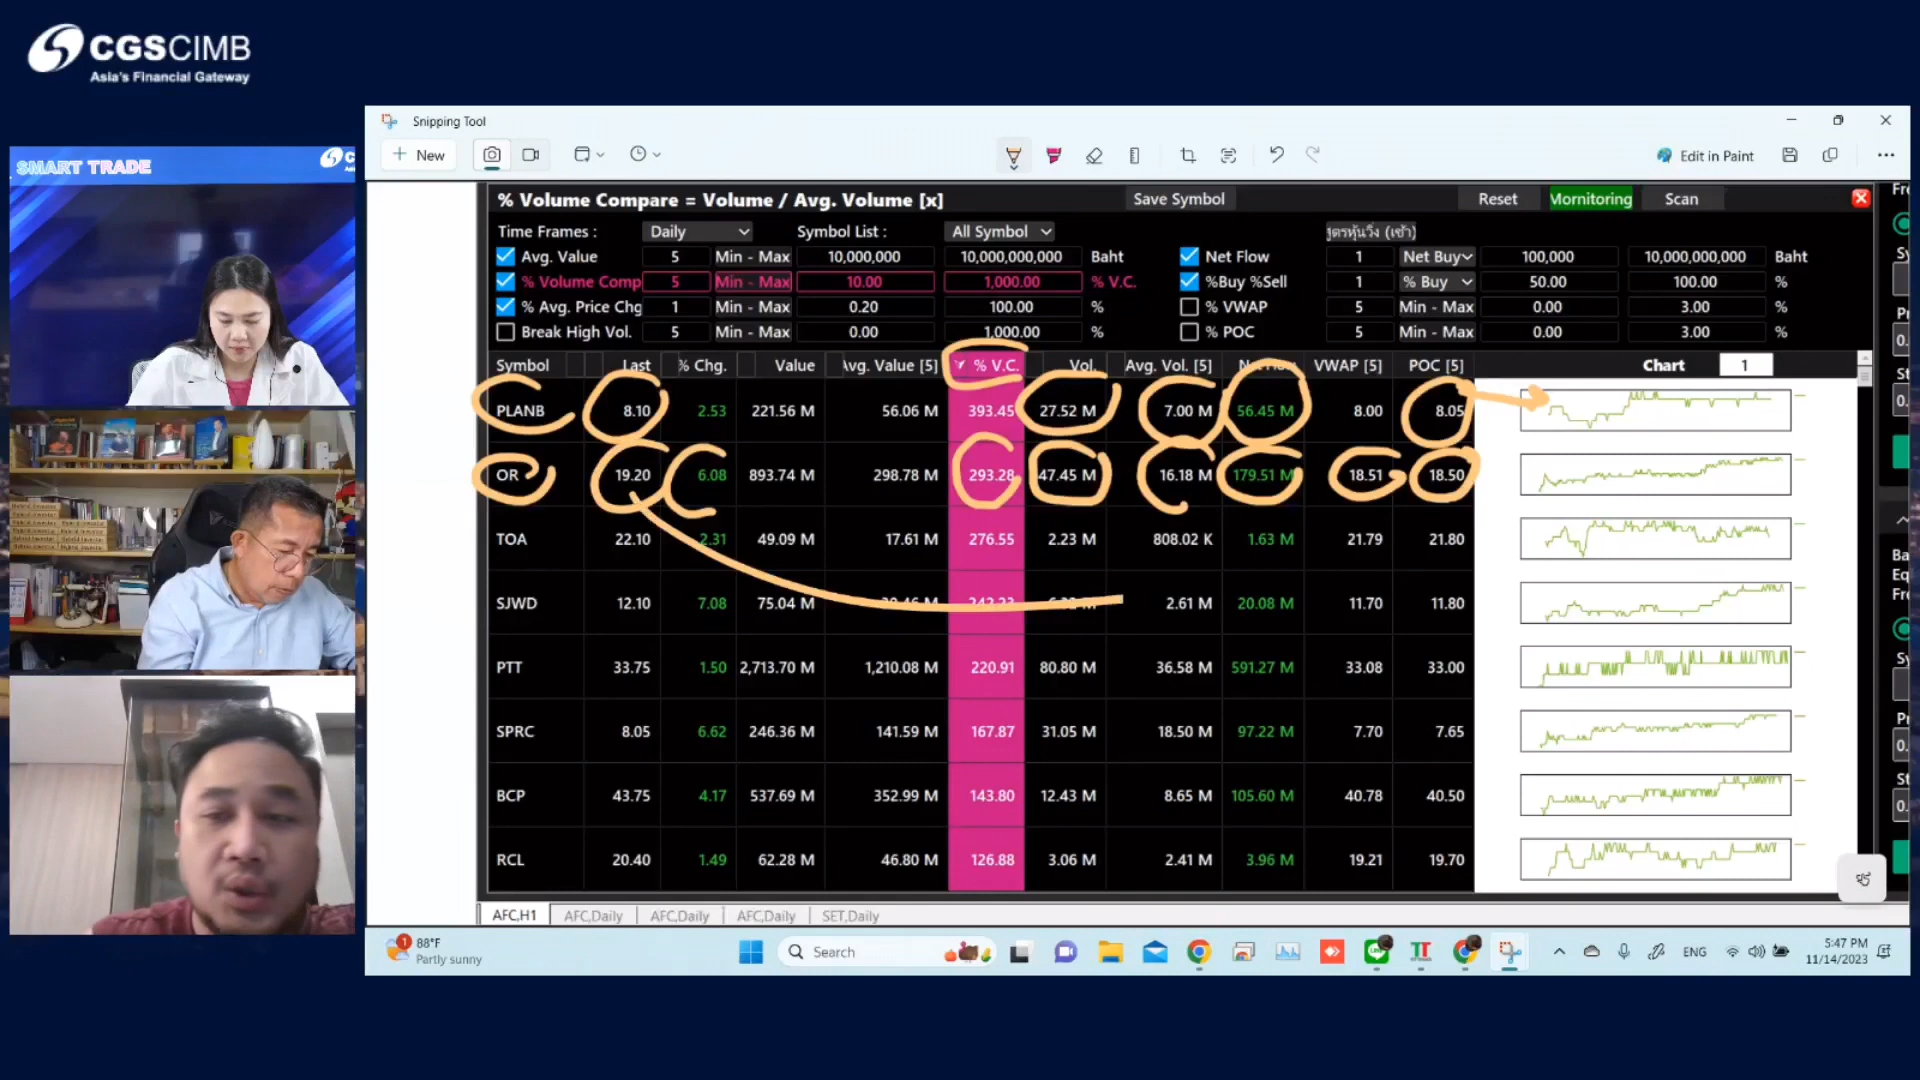 CGSCIMB
Asia's Financial Gateway
SMART TRADE
Snipping Tool
New
Edit in Paint
% Volume Compare = Volume / Avg. Volume [x]
Save Symbol
Reset
Mornitoring
Scan
Time Frames :
Daily
Symbol List :
All Symbol
Avg. Value 5 Min - Max 10,000,000 10,000,000,000 Baht
Net Flow 1 Net Buy 100,000 10,000,000,000 Baht
% Volume Comp 5 Min - Max 10.00 1,000.00 % V.C.
%Buy %Sell 1 % Buy 50.00 100.00 %
% Avg. Price Chg 1 Min - Max 0.20 100.00 %
% VWAP 5 Min - Max 0.00 3.00 %
Break High Vol. 5 Min - Max 0.00 1,000.00 %
% POC 5 Min - Max 0.00 3.00 %
Symbol Last % Chg. Value Avg. Value [5] % V.C. Vol. Avg. Vol. [5] VWAP [5] POC [5] Chart 1
PLANB 8.10 2.53 221.56 M 56.06 M 393.45 27.52 M 7.00 M 56.45 M 8.00 8.05
OR 19.20 6.08 893.74 M 298.78 M 293.28 47.45 M 16.18 M 179.51 M 18.51 18.50
TOA 22.10 2.31 49.09 M 17.61 M 276.55 2.23 M 808.02 K 1.63 M 21.79 21.80
SJWD 12.10 7.08 75.04 M 2.61 M 20.08 M 11.70 11.80
PTT 33.75 1.50 2,713.70 M 1,210.08 M 220.91 80.80 M 36.58 M 591.27 M 33.08 33.00
SPRC 8.05 6.62 246.36 M 141.59 M 167.87 31.05 M 18.50 M 97.22 M 7.70 7.65
BCP 43.75 4.17 537.69 M 352.99 M 143.80 12.43 M 8.65 M 105.60 M 40.78 40.50
RCL 20.40 1.49 62.28 M 46.80 M 126.88 3.06 M 2.41 M 3.96 M 19.21 19.70
AFC,H1
AFC,Daily
AFC,Daily
AFC,Daily
SET,Daily
1
88°F
Partly sunny
Search
ENG
5:47 PM
11/14/2023